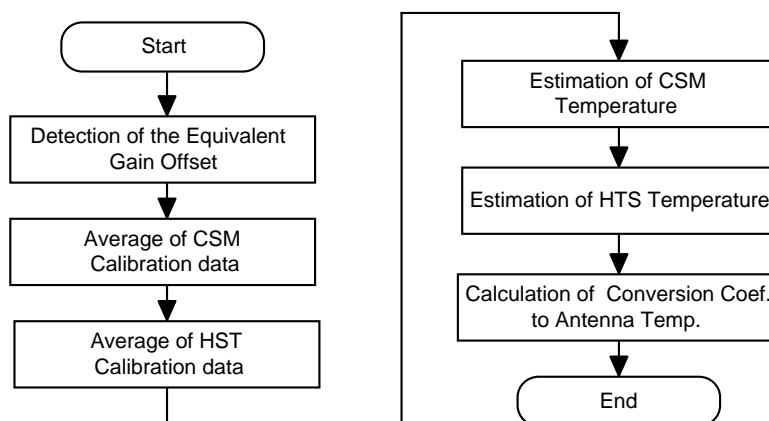 Start
Detection of the Equivalent
Gain Offset
Average of CSM
Calibration data
Average of HST
Calibration data
Estimation of CSM
Temperature
Estimation of HTS Temperature
Calculation of  Conversion Coef.
to Antenna Temp.
End